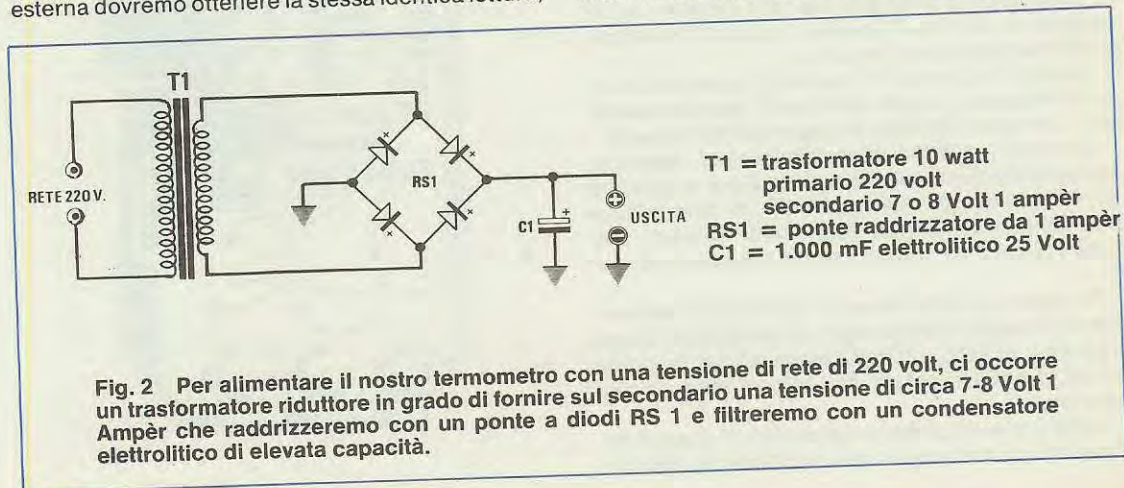 esterna dovremo ottenere la stessa identica
T1
RETE 220 V.
RS1
C1
+
USCITA
T1 = trasformatore 10 watt
primario 220 volt
secondario 7 o 8 Volt 1 ampèr
RS1 = ponte raddrizzatore da 1 ampèr
C1 = 1.000 mF elettrolitico 25 Volt
Fig. 2 Per alimentare il nostro termometro con una tensione di rete di 220 volt, ci occorre
un trasformatore riduttore in grado di fornire sul secondario una tensione di circa 7-8 Volt 1
Ampèr che raddrizzeremo con un ponte a diodi RS 1 e filtreremo con un condensatore
elettrolitico di elevata capacità.